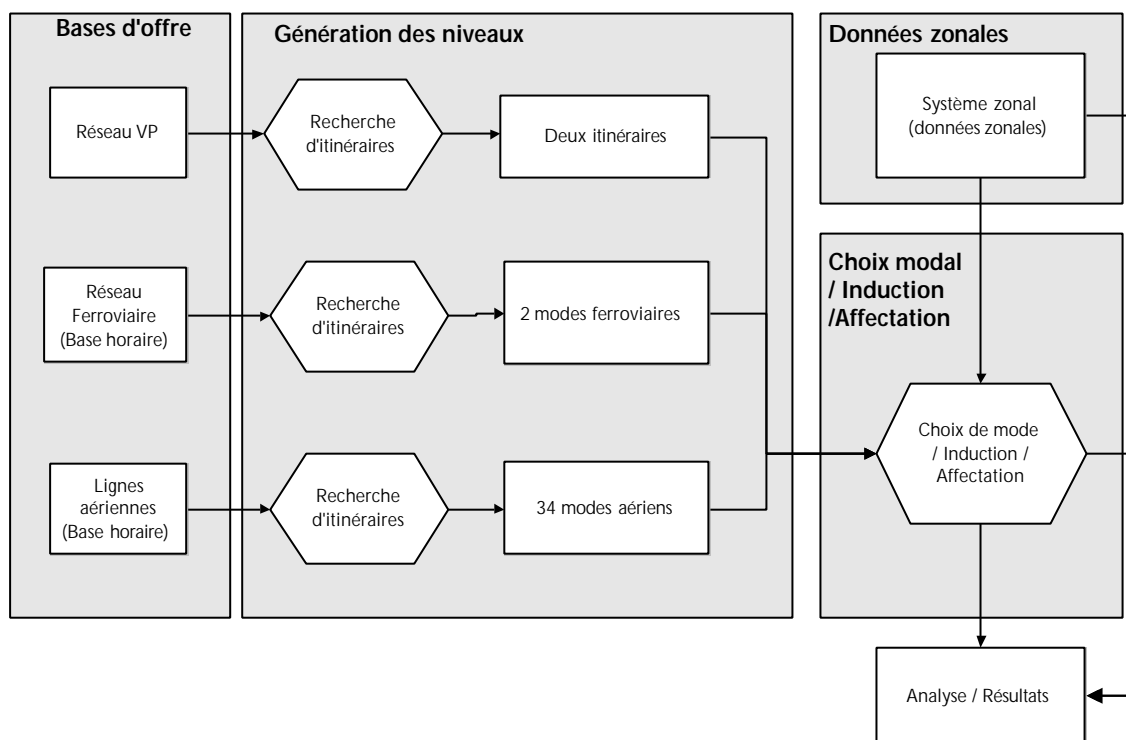 Bases d'offre
Génération des niveaux
Données zonales
Réseau VP
Recherche
d'itinéraires
Deux itinéraires
Système zonal
(données zonales)
Réseau
Ferroviaire
(Base horaire)
Recherche
d'itinéraires
2 modes ferroviaires
Choix modal
/ Induction
/Affectation
Lignes
aériennes
(Base horaire)
Recherche
d'itinéraires
34 modes aériens
Choix de mode
/ Induction /
Affectation
Analyse / Résultats